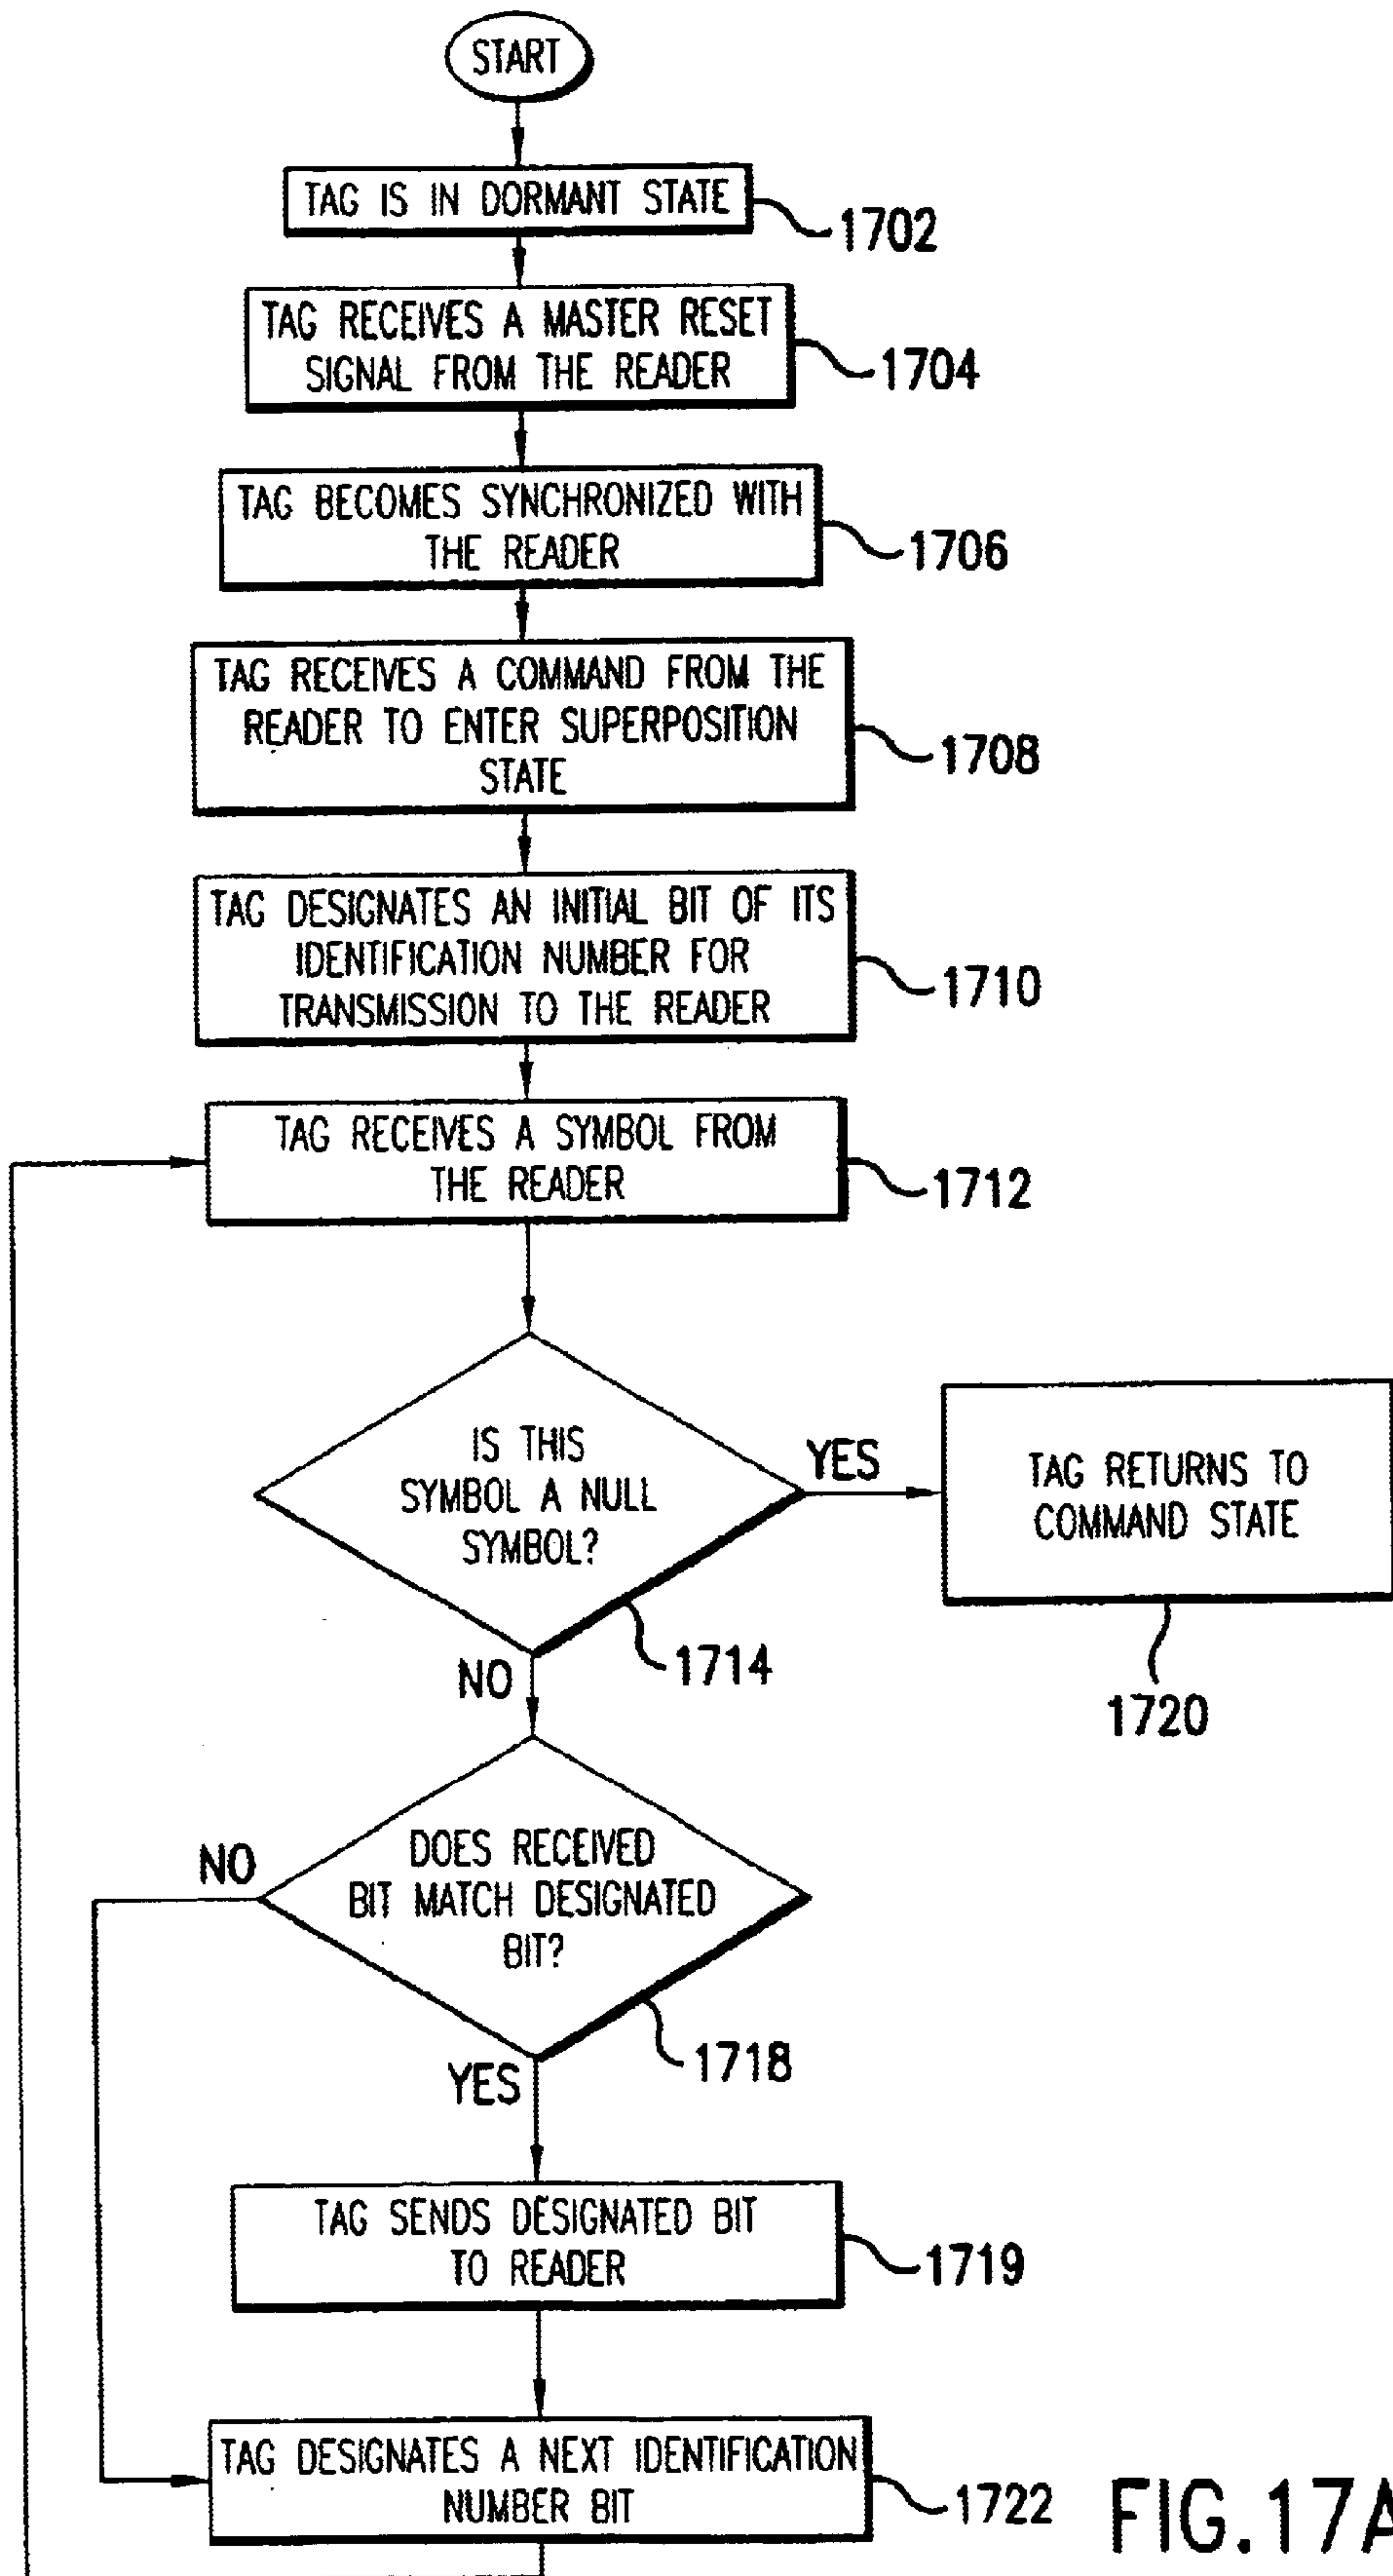 START
TAG IS IN DORMANT STATE
1702
TAG RECEIVES A MASTER RESET
SIGNAL FROM THE READER
1704
TAG BECOMES SYNCHRONIZED WITH
THE READER
1706
TAG RECEIVES A COMMAND FROM THE
READER TO ENTER SUPERPOSITION
STATE
1708
TAG DESIGNATES AN INITIAL BIT OF ITS
IDENTIFICATION NUMBER FOR
TRANSMISSION TO THE READER
1710
TAG RECEIVES A SYMBOL FROM
THE READER
1712
IS THIS
SYMBOL A NULL
SYMBOL?
1714
YES
TAG RETURNS TO
COMMAND STATE
1720
NO
DOES RECEIVED
BIT MATCH DESIGNATED
BIT?
1718
NO
YES
TAG SENDS DESIGNATED BIT
TO READER
1719
TAG DESIGNATES A NEXT IDENTIFICATION
NUMBER BIT
1722
FIG.17A